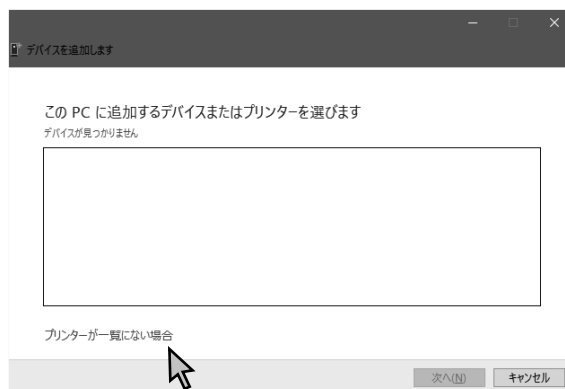 デバイスを追加します
この PC に追加するデバイスまたはプリンターを選びます
デバイスが見つかりません
プリンターが一覧にない場合
次へ(N) キャンセル